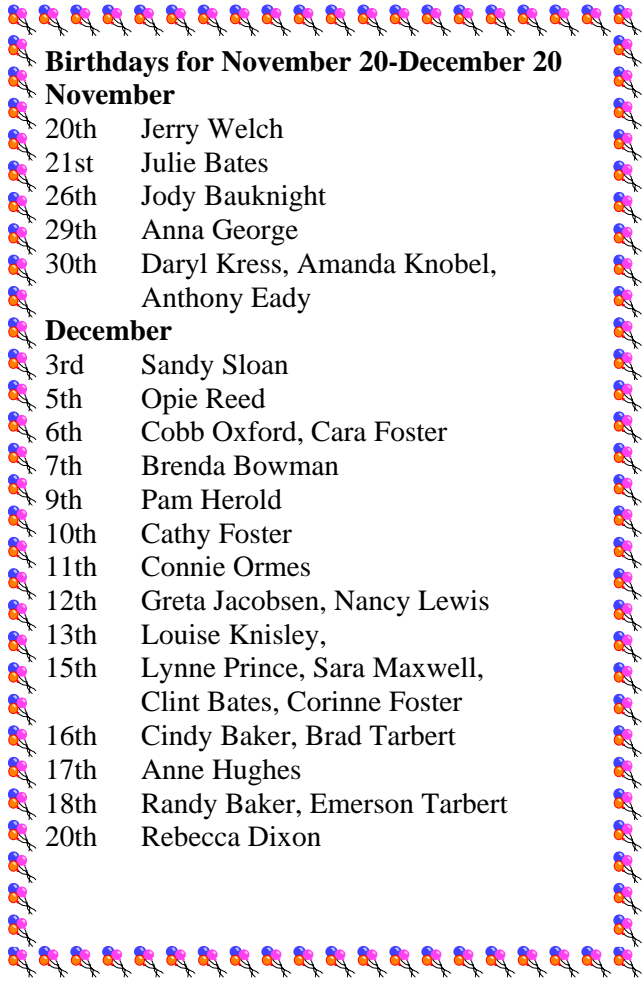 Birthdays for November 20-December 20
November
20th Jerry Welch
21st Julie Bates
26th Jody Bauknight
29th Anna George
30th Daryl Kress, Amanda Knobel,
Anthony Eady
December
3rd Sandy Sloan
5th Opie Reed
6th Cobb Oxford, Cara Foster
7th Brenda Bowman
9th Pam Herold
10th Cathy Foster
11th Connie Ormes
12th Greta Jacobsen, Nancy Lewis
13th Louise Knisley,
15th Lynne Prince, Sara Maxwell,
Clint Bates, Corinne Foster
16th Cindy Baker, Brad Tarbert
17th Anne Hughes
18th Randy Baker, Emerson Tarbert
20th Rebecca Dixon